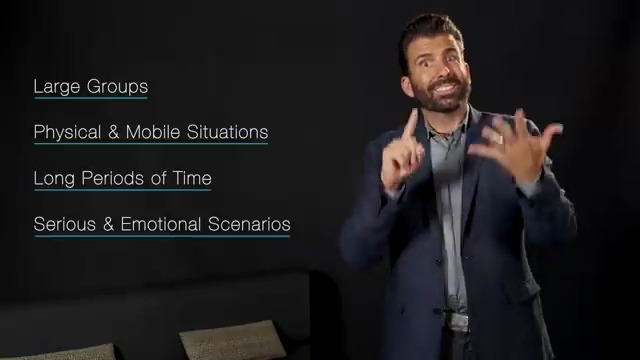 Large Groups
Physical & Mobile Situations
Long Periods of Time
Serious & Emotional Scenarios